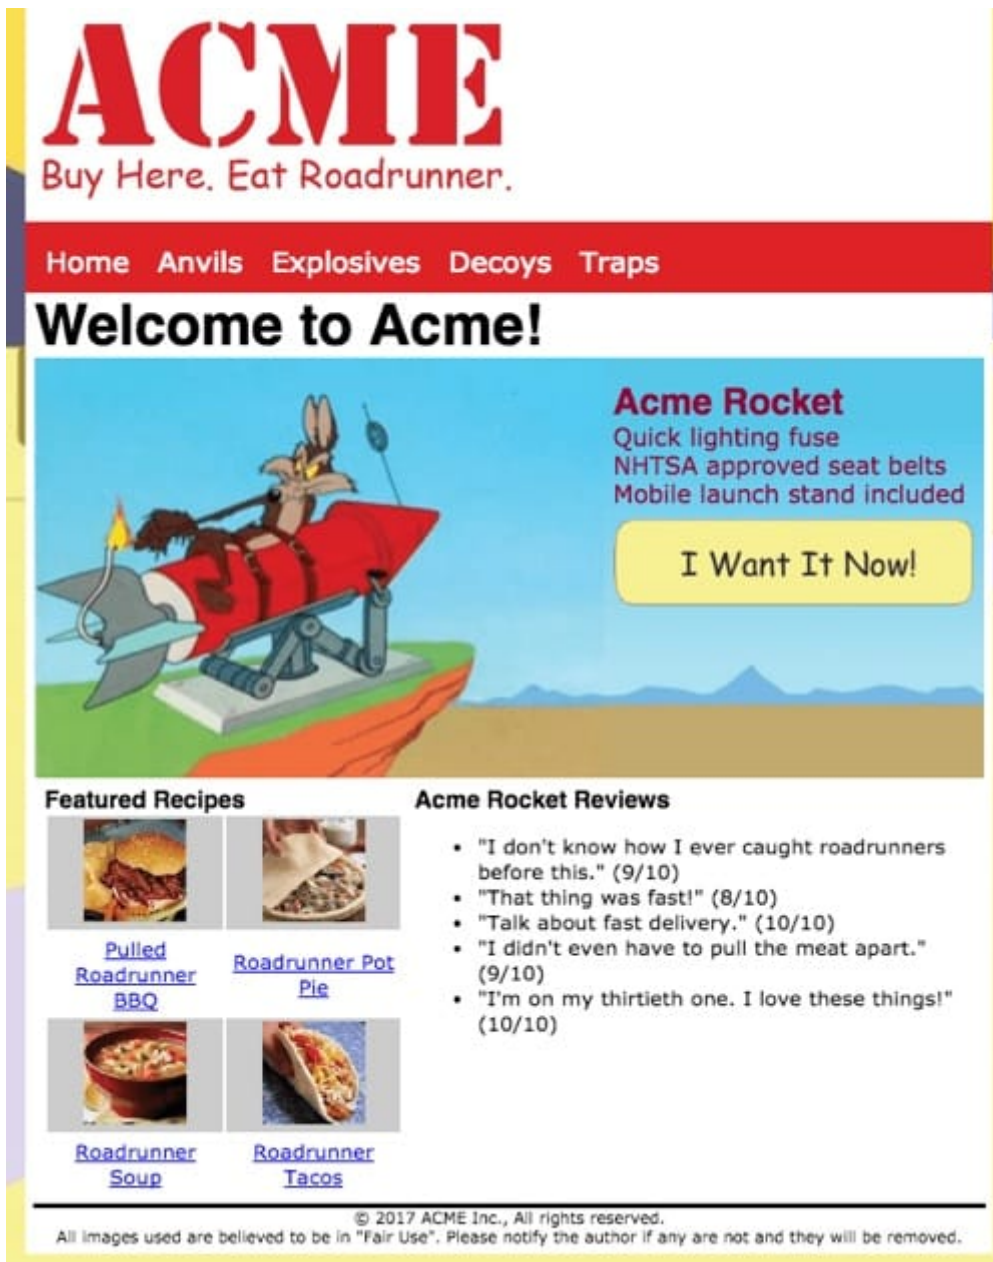 ACME
Buy Here. Eat Roadrunner.
Home Anvils Explosives Decoys Traps
Welcome to Acme!
Acme Rocket
Quick lighting fuse
NHTSA approved seat belts
Mobile launch stand included
I Want It Now!
Featured Recipes
Pulled
Roadrunner
BBQ
Roadrunner Pot
Pie
Roadrunner
Soup
Roadrunner
Tacos
Acme Rocket Reviews
• "I don't know how I ever caught roadrunners
before this." (9/10)
• "That thing was fast!" (8/10)
• "Talk about fast delivery." (10/10)
• "I didn't even have to pull the meat apart."
(9/10)
• "I'm on my thirtieth one. I love these things!"
(10/10)
© 2017 ACME Inc., All rights reserved.
All images used are believed to be in "Fair Use". Please notify the author if any are not and they will be removed.